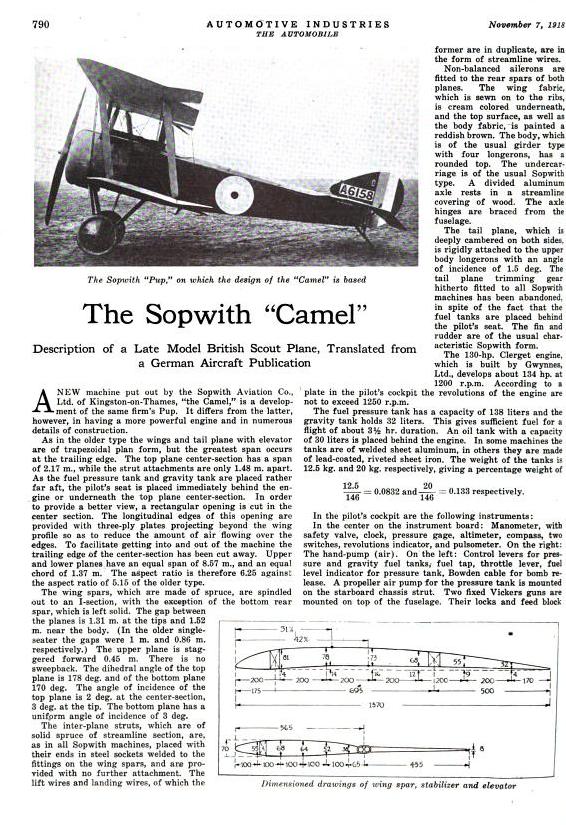 790
AUTOMOTIVE INDUSTRIES
THE AUTOMOBILE
November 7, 1918
A6158
The Sopwith "Pup," on which the design of the "Camel" is based
The Sopwith "Camel"
Description of a Late Model British Scout Plane, Translated from
a German Aircraft Publication
A NEW machine put out by the Sopwith Aviation Co.,
Ltd. of Kingston-on-Thames, "the Camel," is a develop-
ment of the same firm's Pup. It differs from the latter,
however, in having a more powerful engine and in numerous
details of construction.
As in the older type the wings and tail plane with elevator
are of trapezoidal plan form, but the greatest span occurs
at the trailing edge. The top plane center-section has a span
of 2.17 m., while the strut attachments are only 1.48 m. apart.
As the fuel pressure tank and gravity tank are placed rather
far aft, the pilot's seat is placed immediately behind the en-
gine or underneath the top plane center-section. In order
to provide a better view, a rectangular opening is cut in the
center section. The longitudinal edges of this opening are
provided with three-ply plates projecting beyond the wing
profile so as to reduce the amount of air flowing over the
edges. To facilitate getting into and out of the machine the
trailing edge of the center-section has been cut away. Upper
and lower planes have an equal span of 8.57 m., and an equal
chord of 1.37 m. The aspect ratio is therefore 6.25 against
the aspect ratio of 5.15 of the older type.
The wing spars, which are made of spruce, are spindled
out to an I-section, with the exception of the bottom rear
spar, which is left solid. The gap between
the planes is 1.31 m. at the tips and 1.52
m. near the body. (In the older single-
seater the gaps were 1 m. and 0.86 m.
respectively.) The upper plane is stag-
gered forward 0.45 m. There is no
sweepback. The dihedral angle of the top
plane is 178 deg. and of the bottom plane
170 deg. The angle of incidence of the
top plane is 2 deg. at the center-section,
3 deg. at the tip. The bottom plane has a
uniform angle of incidence of 3 deg.
The inter-plane struts, which are of
solid spruce of streamline section, are,
as in all Sopwith machines, placed with
their ends in steel sockets welded to the
fittings on the wing spars, and are pro-
vided with no further attachment. The
lift wires and landing wires, of which the
former are in duplicate, are in
the form of streamline wires.
Non-balanced ailerons are
fitted to the rear spars of both
planes. The wing fabric,
which is sewn on to the ribs,
is cream colored underneath,
and the top surface, as well as
the body fabric, is painted a
reddish brown. The body, which
is of the usual girder type
with four longerons, has a
rounded top. The undercar-
riage is of the usual Sopwith
type. A divided aluminum
axle rests in a streamline
covering of wood. The axle
hinges are braced from the
fuselage.
The tail plane, which is
deeply cambered on both sides,
is rigidly attached to the upper
body longerons with an angle
of incidence of 1.5 deg. The
tail plane trimming gear
hitherto fitted to all Sopwith
machines has been abandoned,
in spite of the fact that the
fuel tanks are placed behind
the pilot's seat. The fin and
rudder are of the usual char-
acteristic Sopwith form.
The 130-hp. Clerget engine,
which is built by Gwynnes,
Ltd., develops about 134 hp. at
1200 r.p.m. According to a
plate in the pilot's cockpit the revolutions of the engine are
not to exceed 1250 r.p.m.
The fuel pressure tank has a capacity of 138 liters and the
gravity tank holds 32 liters. This gives sufficient fuel for a
flight of about 3½ hr. duration. An oil tank with a capacity
of 30 liters is placed behind the engine. In some machines the
tanks are of welded sheet aluminum, in others they are made
of lead-coated, riveted sheet iron. The weight of the tanks is
12.5 kg. and 20 kg. respectively, giving a percentage weight of
12.5/146 = 0.0832 and 20/146 = 0.133 respectively.
In the pilot's cockpit are the following instruments:
In the center on the instrument board: Manometer, with
safety valve, clock, pressure gage, altimeter, compass, two
switches, revolutions indicator, and pulsometer. On the right:
The hand-pump (air). On the left: Control levers for pres-
sure and gravity fuel tanks, fuel tap, throttle lever, fuel
level indicator for pressure tank, Bowden cable for bomb re-
lease. A propeller air pump for the pressure tank is mounted
on the starboard chassis strut. Two fixed Vickers guns are
mounted on top of the fuselage. Their locks and feed block
42%
81 78 73 68 55 32
200 200 200 200 200 200 170
175 695 500
1370
565
70 68 64 52 8
100 100 100 100 100 65 455
Dimensioned drawings of wing spar, stabilizer and elevator